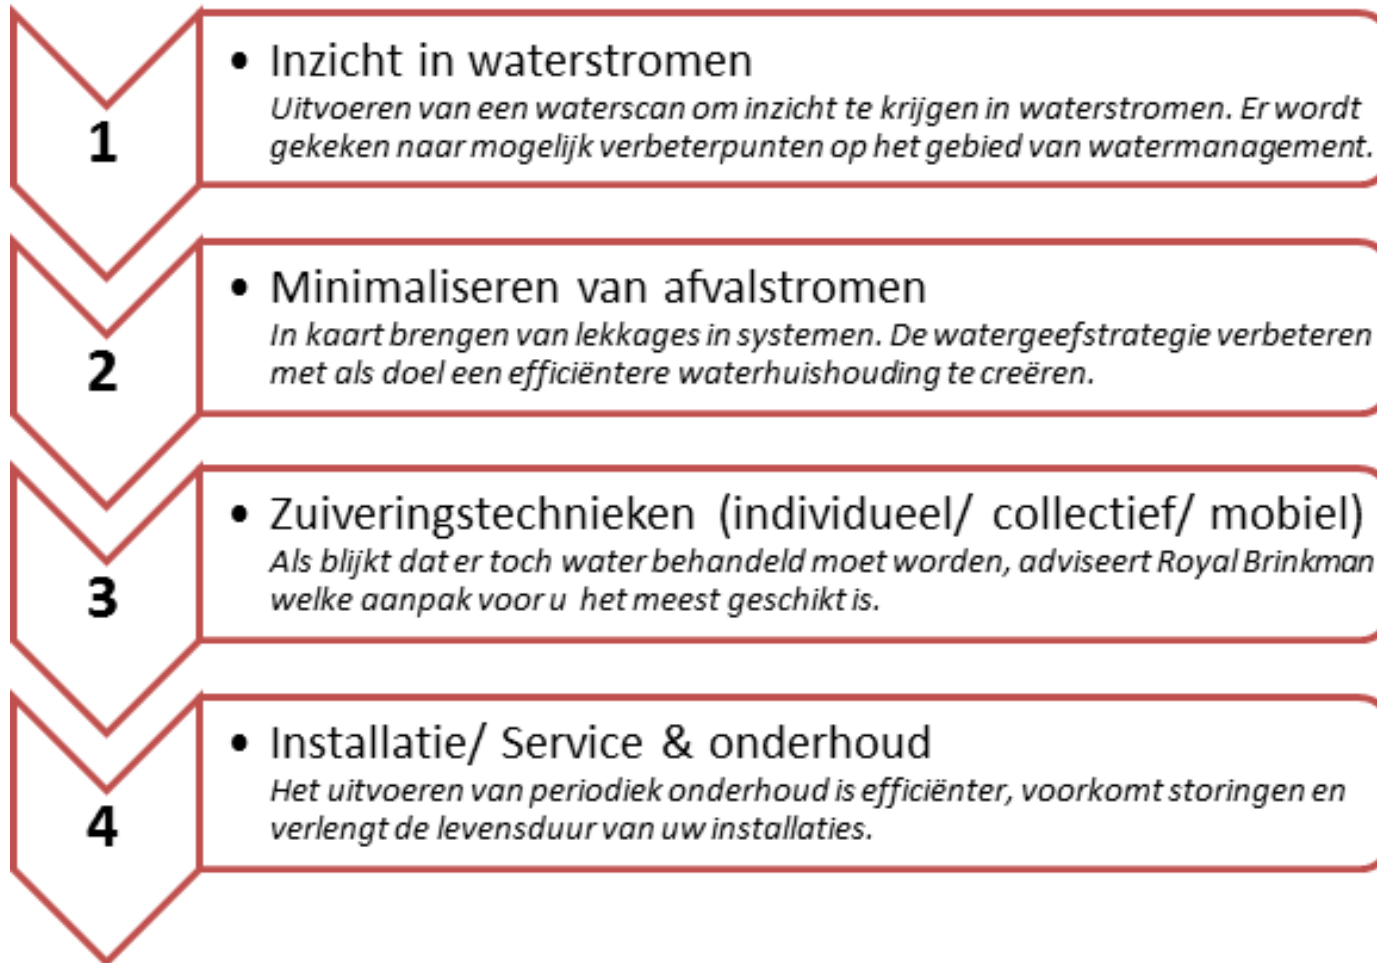 1
• Inzicht in waterstromen
Uitvoeren van een waterscan om inzicht te krijgen in waterstromen. Er wordt
gekeken naar mogelijk verbeterpunten op het gebied van watermanagement.
2
• Minimaliseren van afvalstromen
In kaart brengen van lekkages in systemen. De watergeefstrategie verbeteren
met als doel een efficiëntere waterhuishouding te creëren.
3
• Zuiveringstechnieken (individueel/ collectief/ mobiel)
Als blijkt dat er toch water behandeld moet worden, adviseert Royal Brinkman
welke aanpak voor u het meest geschikt is.
4
• Installatie/ Service & onderhoud
Het uitvoeren van periodiek onderhoud is efficiënter, voorkomt storingen en
verlengt de levensduur van uw installaties.